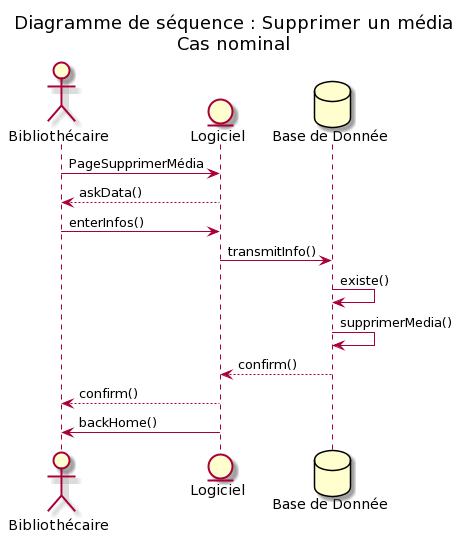 Diagramme de séquence : Supprimer un média
Cas nominal
Bibliothécaire
Logiciel
Base de Donnée
PageSupprimerMédia
askData()
enterInfos()
transmitInfo()
existe()
supprimerMedia()
confirm()
confirm()
backHome()
Bibliothécaire
Logiciel
Base de Donnée